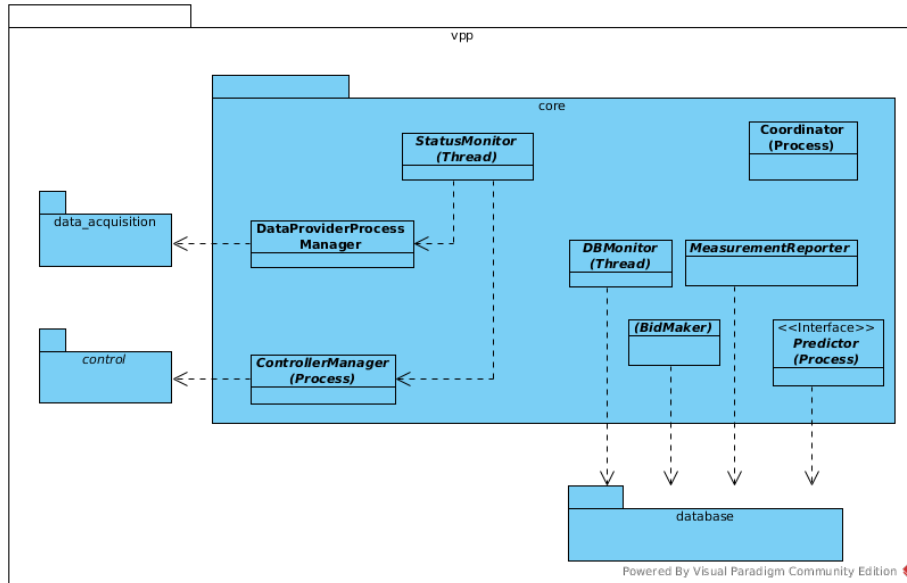 vpp
core
StatusMonitor
(Thread)
Coordinator
(Process)
data_acquisition
DataProviderProcess
Manager
DBMonitor
(Thread)
MeasurementReporter
(BidMaker)
<<Interface>>
Predictor
(Process)
control
ControllerManager
(Process)
database
Powered By Visual Paradigm Community Edition